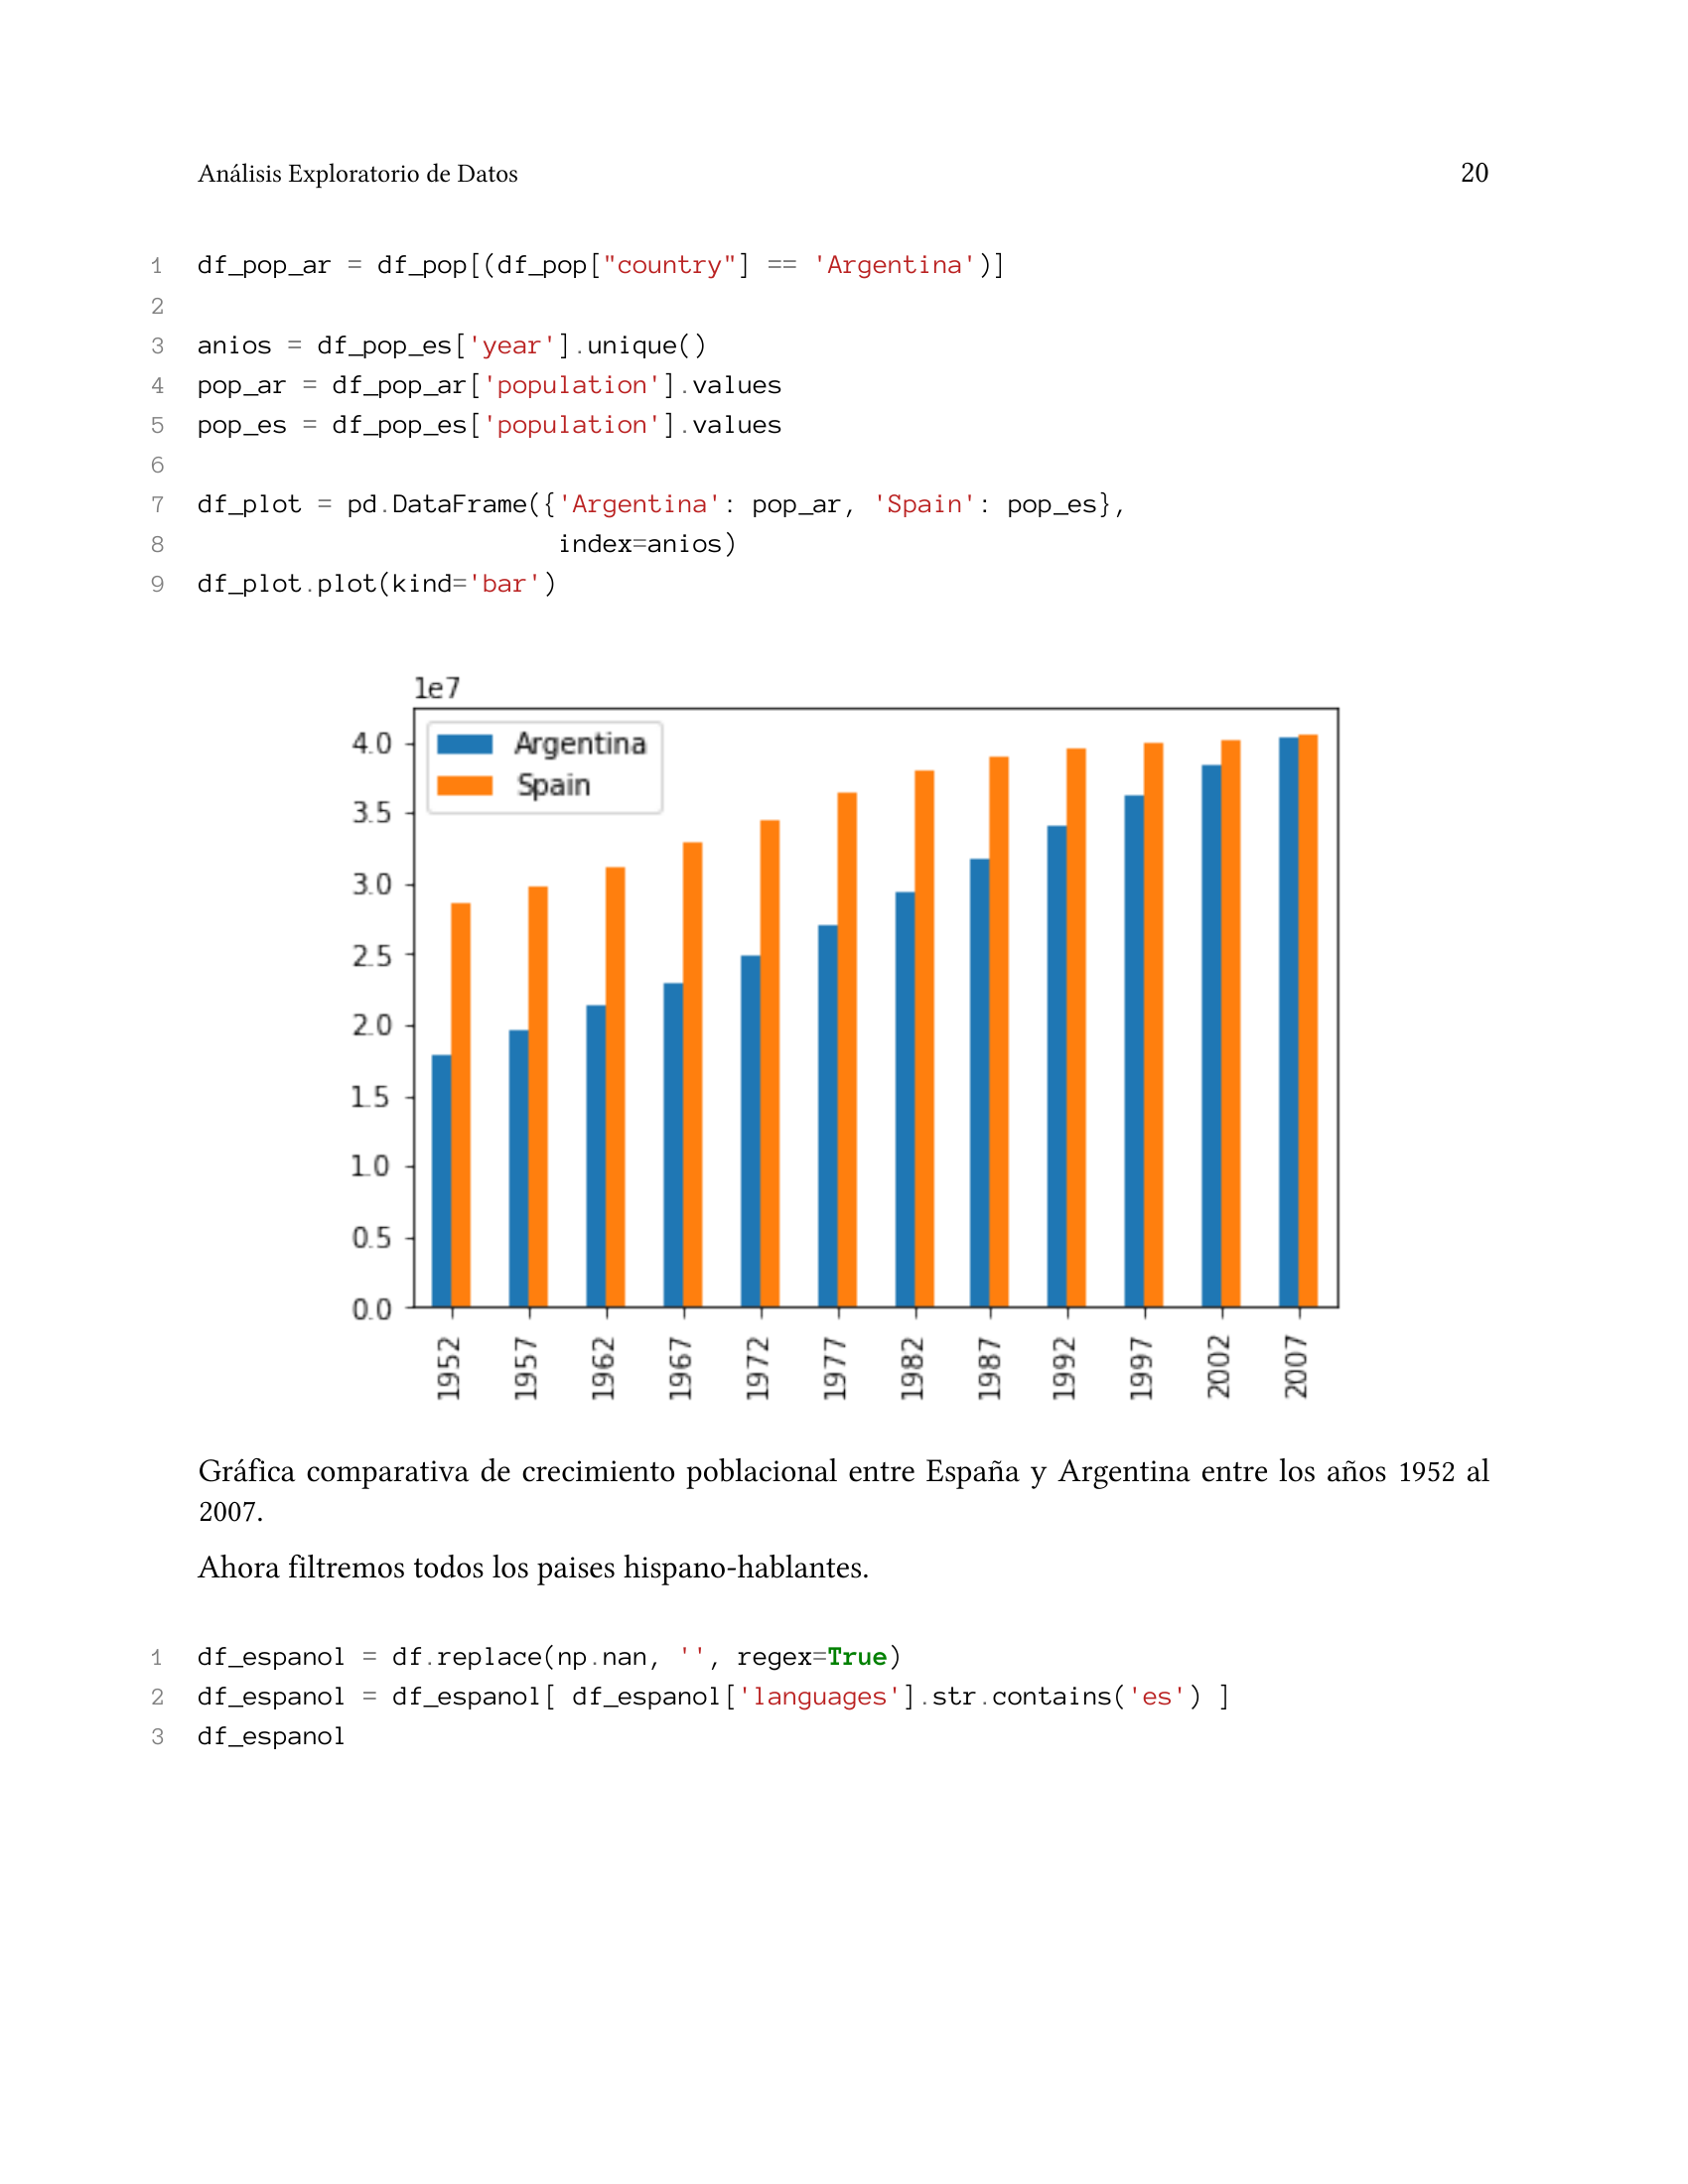 Análisis Exploratorio de Datos 20
1 df_pop_ar = df_pop[(df_pop["country"] == 'Argentina')]
2
3 anios = df_pop_es['year'].unique()
4 pop_ar = df_pop_ar['population'].values
5 pop_es = df_pop_es['population'].values
6
7 df_plot = pd.DataFrame({'Argentina': pop_ar, 'Spain': pop_es},
8                         index=anios)
9 df_plot.plot(kind='bar')
1e7
Argentina
Spain
4.0
3.5
3.0
2.5
2.0
1.5
1.0
0.5
0.0
1952 1957 1962 1967 1972 1977 1982 1987 1992 1997 2002 2007
Gráfica comparativa de crecimiento poblacional entre España y Argentina entre los años 1952 al
2007.
Ahora filtremos todos los paises hispano-hablantes.
1 df_espanol = df.replace(np.nan, '', regex=True)
2 df_espanol = df_espanol[ df_espanol['languages'].str.contains('es') ]
3 df_espanol